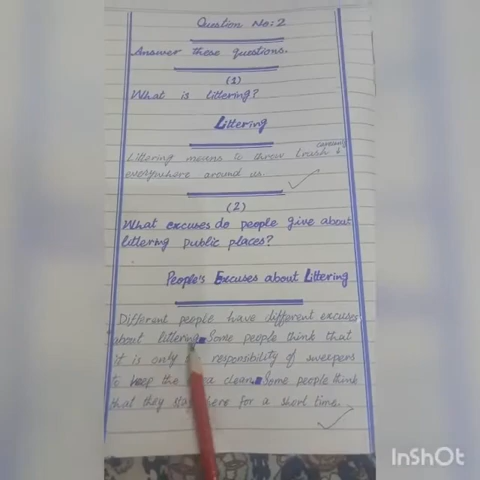 Question No:2
Answer these questions.
(1)
What is littering?
Littering
Littering means to throw trash
everywhere around us.
(2)
What excuses do people give about
littering public places?
People's Excuses about Littering
Different people have different excuses
about littering. Some people think that
it is only responsibility of sweepers
to keep the clean. Some people think
that they stay here for a short time.
InShOt